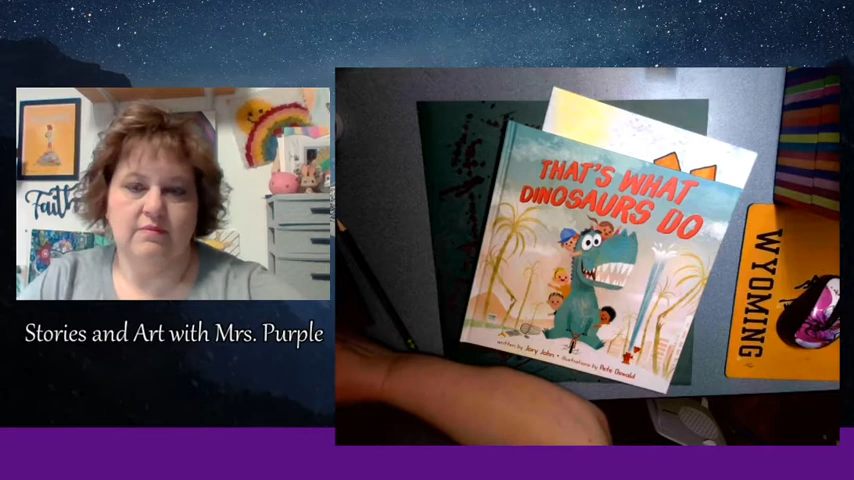 Faith
Stories and Art with Mrs. Purple
THAT'S WHAT
DINOSAURS DO
written by Jory John • illustrations by Pete Oswald
WYOMING